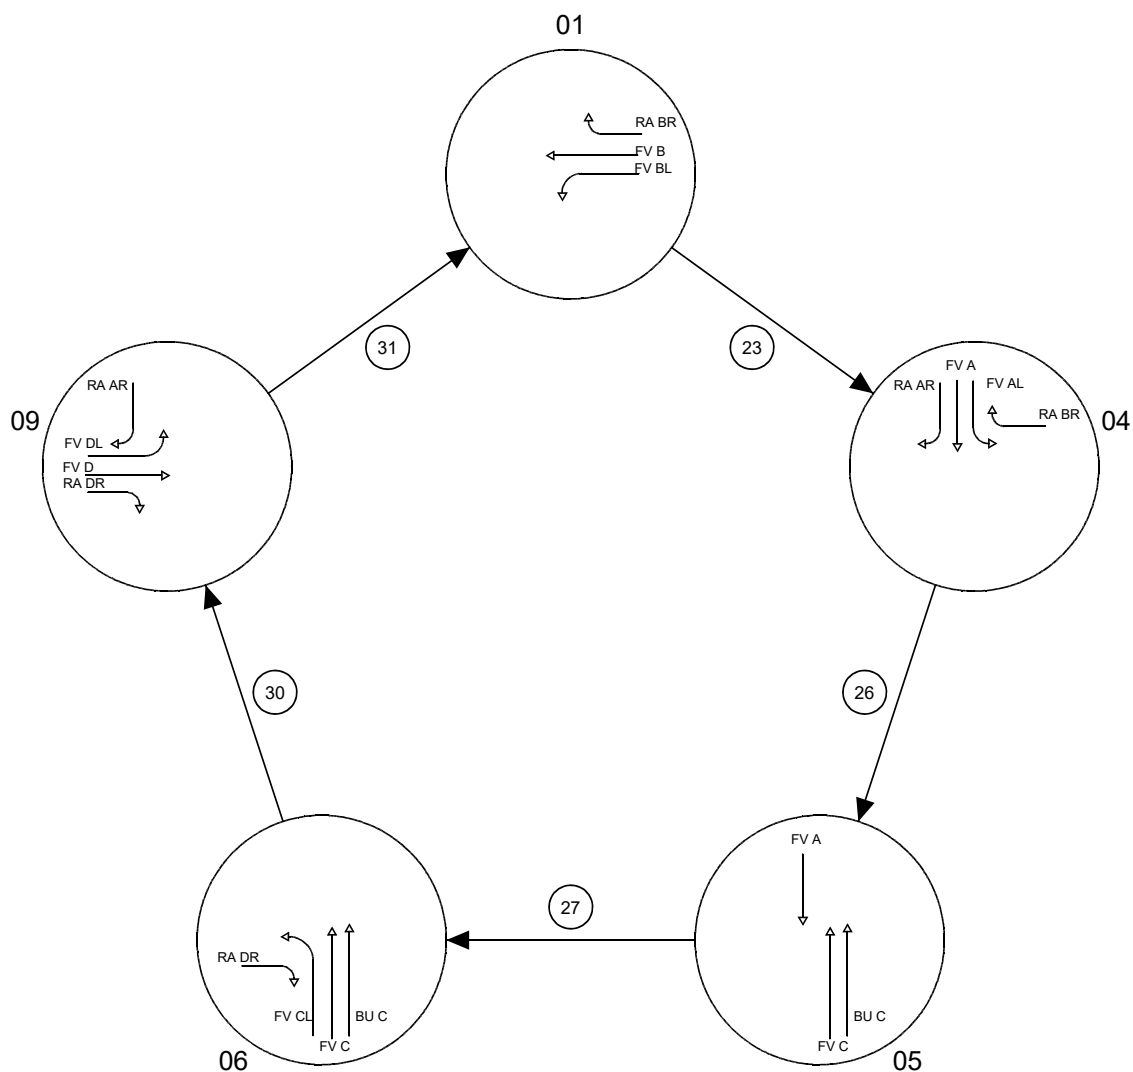 01
RA BR
FV B
FV BL
31
23
09
RA AR
FV DL
FV D
RA DR
RA AR
FV A
FV AL
RA BR
04
30
26
27
RA DR
FV CL
FV C
BU C
06
FV A
BU C
FV C
05